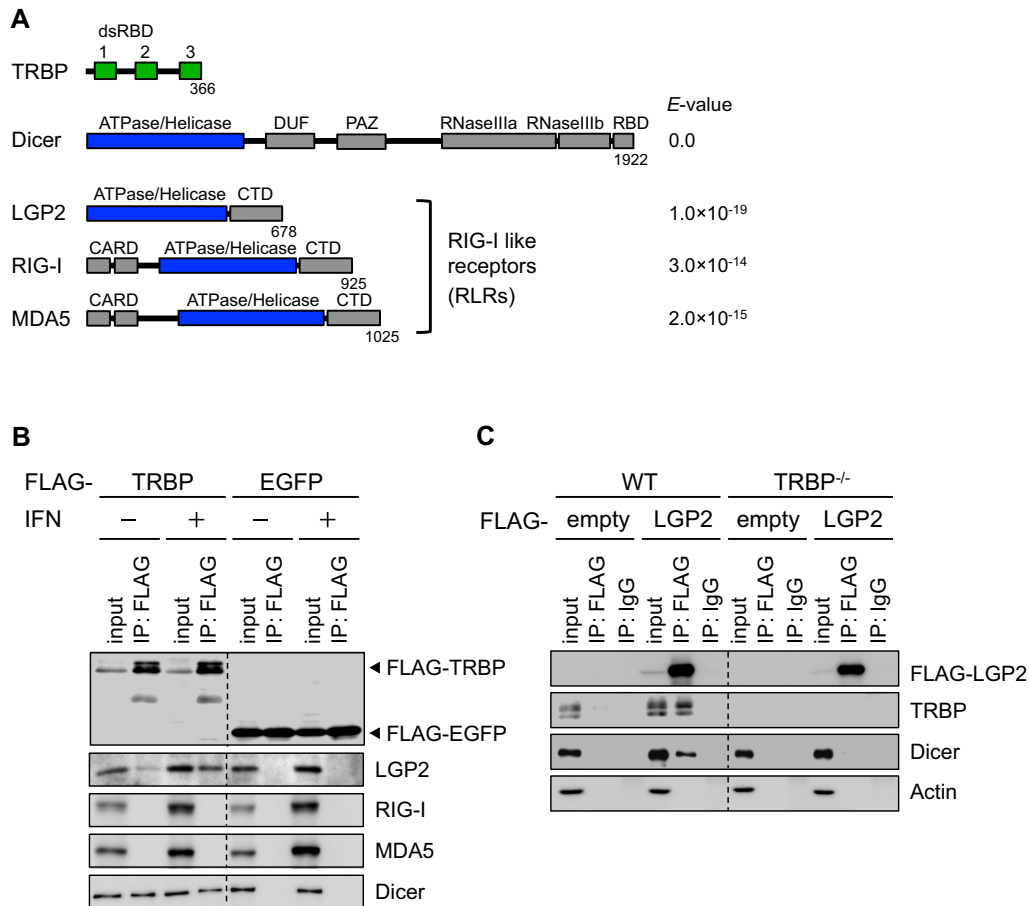 A
dsRBD
1 2 3
TRBP
366
E-value
ATPase/Helicase DUF PAZ RNaseIIIa RNaseIIIb RBD
Dicer 0.0
1922
ATPase/Helicase CTD
LGP2 1.0×10⁻¹⁹
678
CARD ATPase/Helicase CTD
RIG-I 3.0×10⁻¹⁴
925
RIG-I like
receptors
(RLRs)
CARD ATPase/Helicase CTD
MDA5 2.0×10⁻¹⁵
1025
B
FLAG- TRBP EGFP
IFN − + − +
input IP: FLAG input IP: FLAG input IP: FLAG input IP: FLAG
FLAG-TRBP
FLAG-EGFP
LGP2
RIG-I
MDA5
Dicer
C
WT TRBP⁻/⁻
FLAG- empty LGP2 empty LGP2
input IP: FLAG IP: IgG input IP: FLAG IP: IgG input IP: FLAG IP: IgG input IP: FLAG IP: IgG
FLAG-LGP2
TRBP
Dicer
Actin